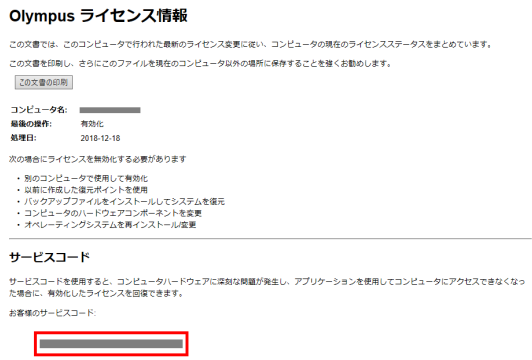 Olympus ライセンス情報
この文書では、このコンピュータで行われた最新のライセンス変更に従い、コンピュータの現在のライセンスステータスをまとめています。
この文書を印刷し、さらにこのファイルを現在のコンピュータ以外の場所に保存することを強くお勧めします。
この文書の印刷
コンピュータ名:
最後の操作: 有効化
処理日: 2018-12-18
次の場合にライセンスを無効化する必要があります
• 別のコンピュータで使用して有効化
• 以前に作成した復元ポイントを使用
• バックアップファイルをインストールしてシステムを復元
• コンピュータのハードウェアコンポーネントを変更
• オペレーティングシステムを再インストール/変更
サービスコード
サービスコードを使用すると、コンピュータハードウェアに深刻な問題が発生し、アプリケーションを使用してコンピュータにアクセスできなくなっ
た場合に、有効化したライセンスを回復できます。
お客様のサービスコード: